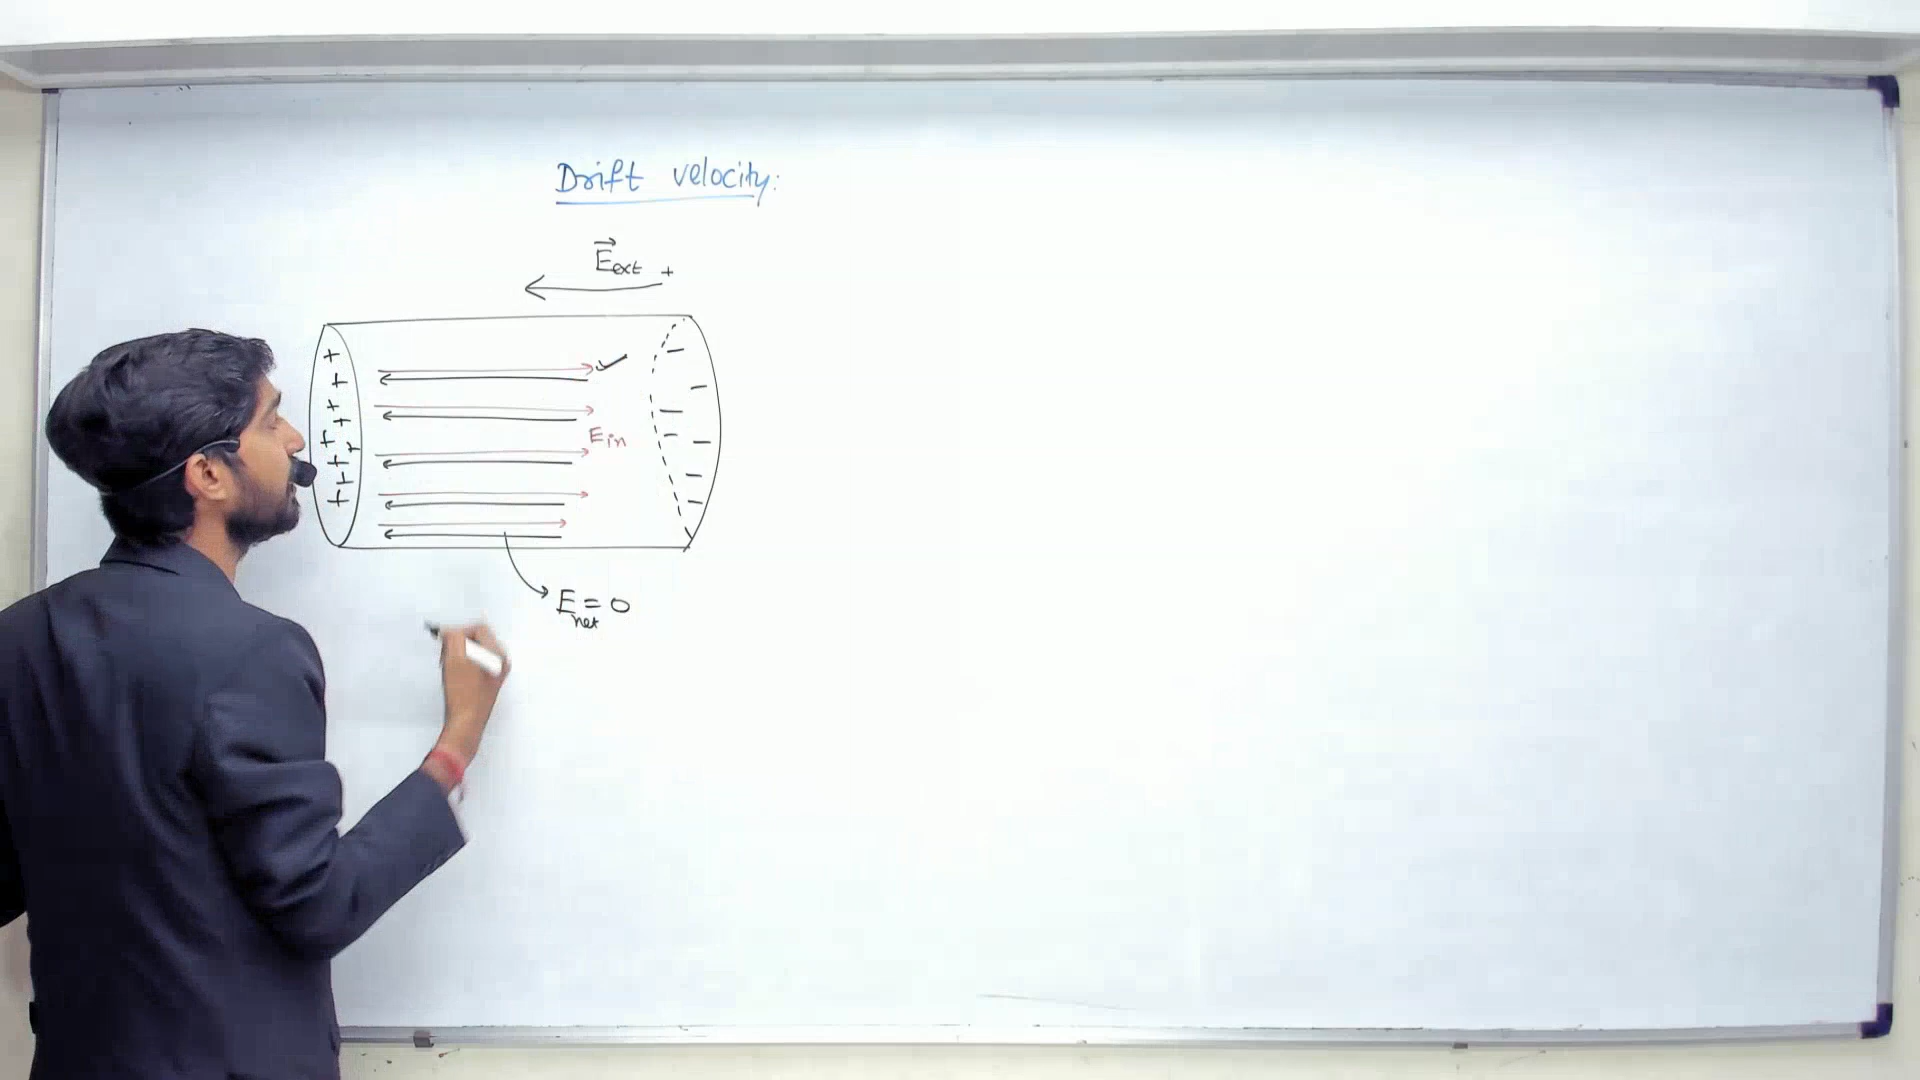 Drift velocity:
E⃗ext +
+ + + + + + + + + + +
− − − − − − − −
Ein
Enet = 0